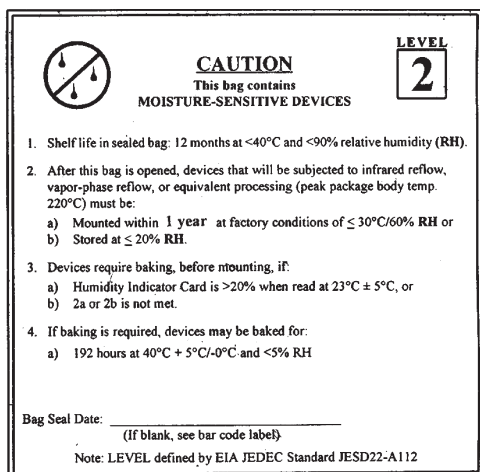 LEVEL
2
CAUTION
This bag contains
MOISTURE-SENSITIVE DEVICES
1. Shelf life in sealed bag: 12 months at <40°C and <90% relative humidity (RH).
2. After this bag is opened, devices that will be subjected to infrared reflow,
vapor-phase reflow, or equivalent processing (peak package body temp.
220°C) must be:
a) Mounted within 1 year at factory conditions of ≤ 30°C/60% RH or
b) Stored at ≤ 20% RH.
3. Devices require baking, before mounting, if:
a) Humidity Indicator Card is >20% when read at 23°C ± 5°C, or
b) 2a or 2b is not met.
4. If baking is required, devices may be baked for:
a) 192 hours at 40°C + 5°C/-0°C and <5% RH
Bag Seal Date: ____________________
(If blank, see bar code label)
Note: LEVEL defined by EIA JEDEC Standard JESD22-A112